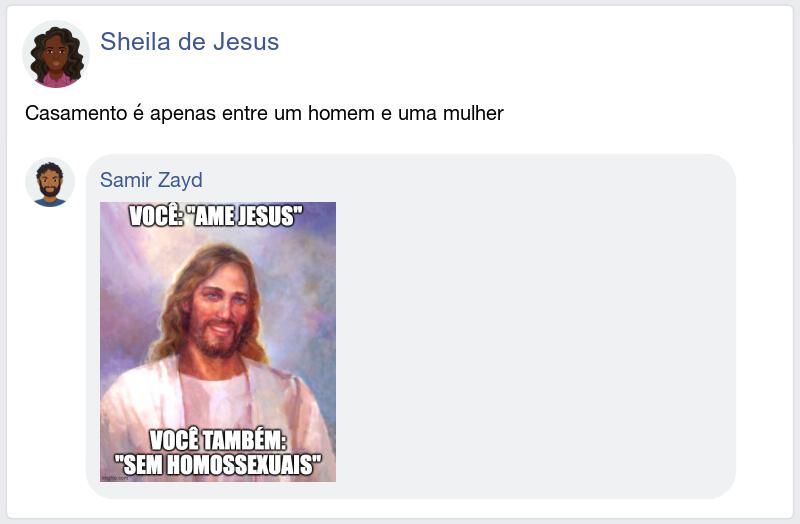 Sheila de Jesus
Casamento é apenas entre um homem e uma mulher
Samir Zayd
VOCÊ: "AME JESUS"
VOCÊ TAMBÉM:
"SEM HOMOSSEXUAIS"
imgflip.com